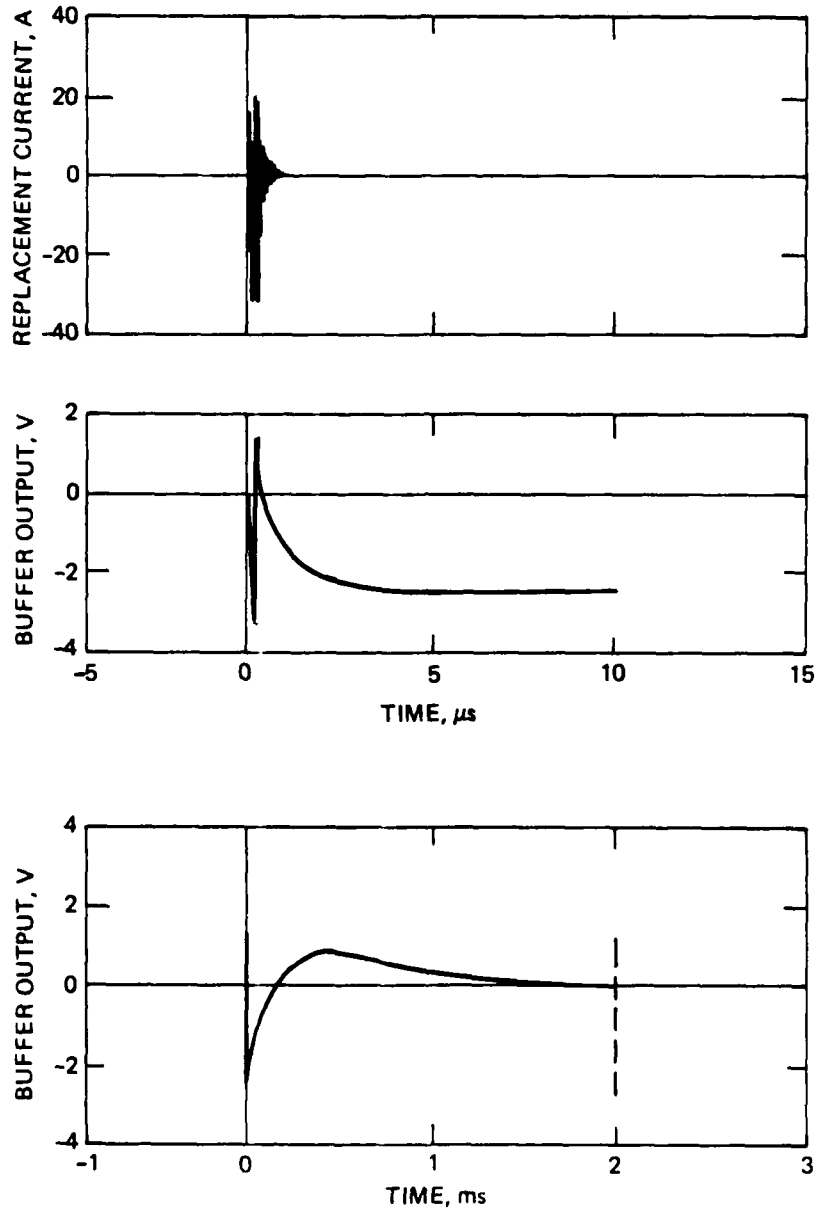 REPLACEMENT CURRENT, A
40
20
0
-20
-40
BUFFER OUTPUT, V
2
0
-2
-4
-5 0 5 10 15
TIME, μs
BUFFER OUTPUT, V
4
2
0
-2
-4
-1 0 1 2 3
TIME, ms